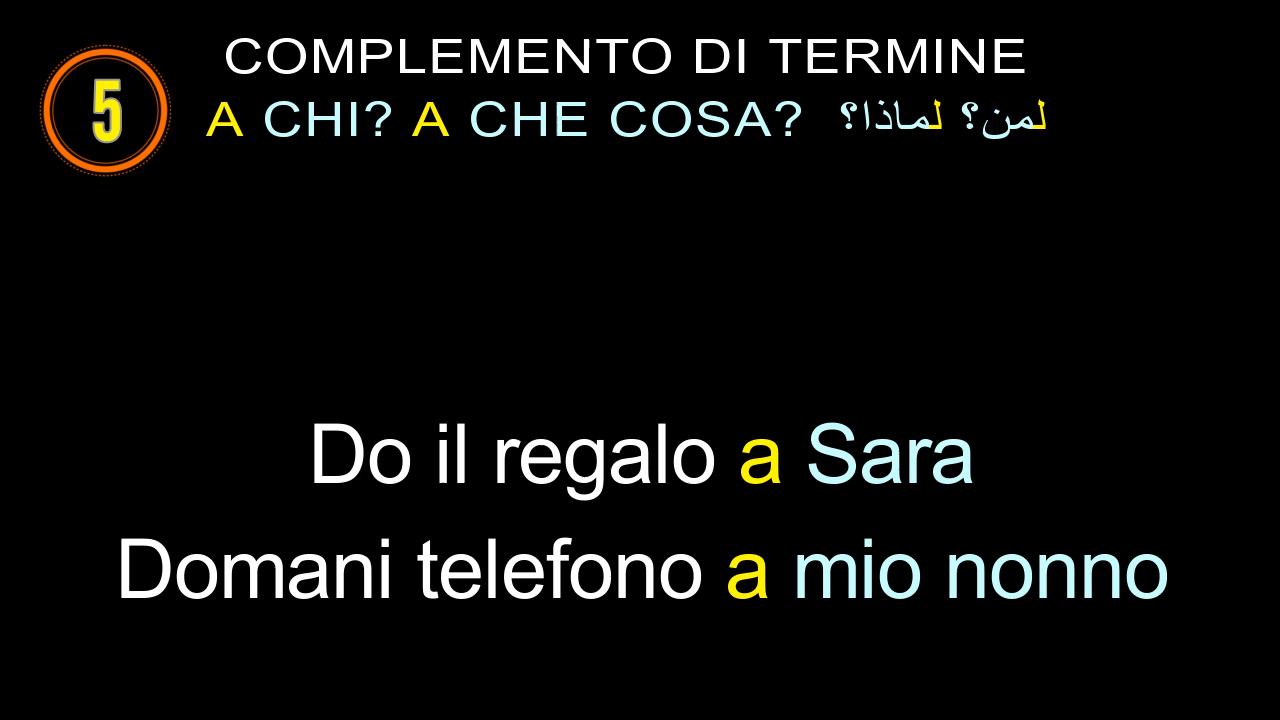 5
COMPLEMENTO DI TERMINE
A CHI? A CHE COSA? لمن؟ لماذا؟
Do il regalo a Sara
Domani telefono a mio nonno